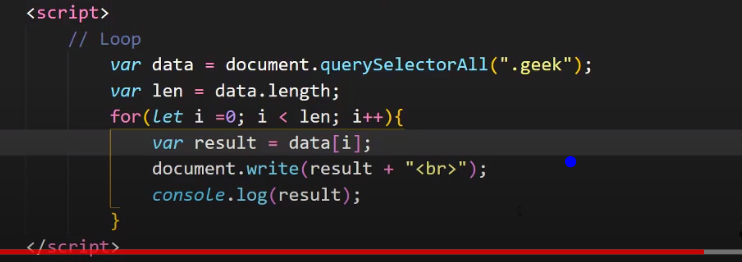 <script>
// Loop
var data = document.querySelectorAll(".geek");
var len = data.length;
for(let i =0; i < len; i++){
var result = data[i];
document.write(result + "<br>");
console.log(result);
}
</script>